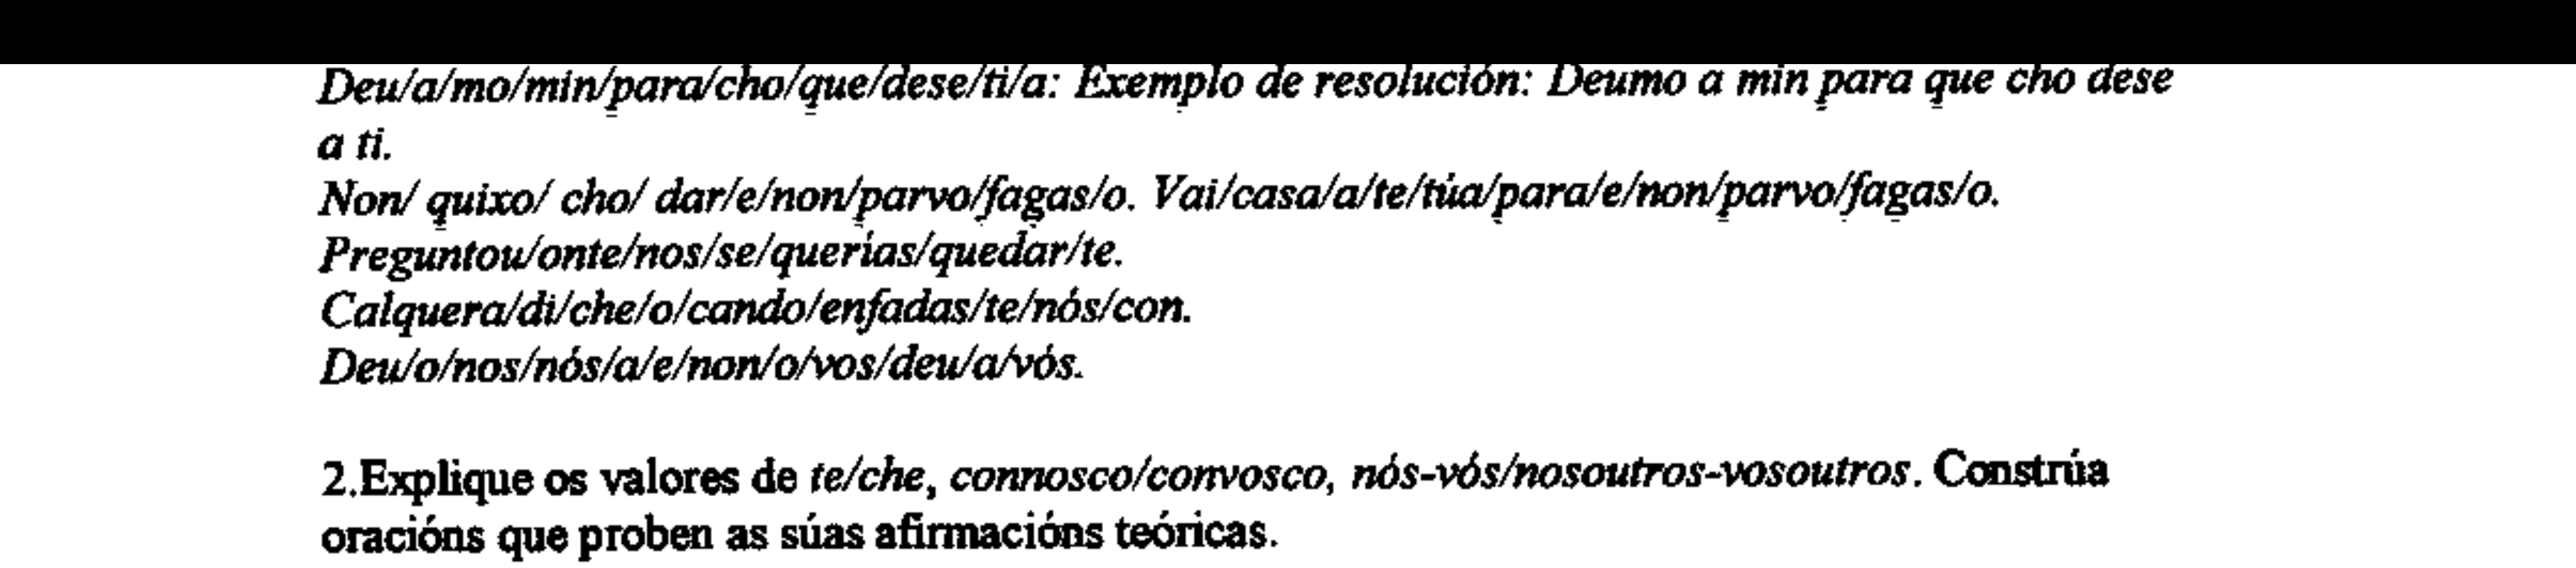 Deu/a/mo/min/para/cho/que/dese/ti/a: Exemplo de resolución: Deumo a min para que cho dese
a ti.
Non/ quixo/ cho/ dar/e/non/parvo/fagas/o. Vai/casa/a/te/túa/para/e/non/parvo/fagas/o.
Preguntou/onte/nos/se/querías/quedar/te.
Calquera/di/che/o/cando/enfadas/te/nós/con.
Deu/o/nos/nós/a/e/non/o/vos/deu/a/vós.
2.Explique os valores de te/che, connosco/convosco, nós-vós/nosoutros-vosoutros. Constrúa
oracións que proben as súas afirmacións teóricas.